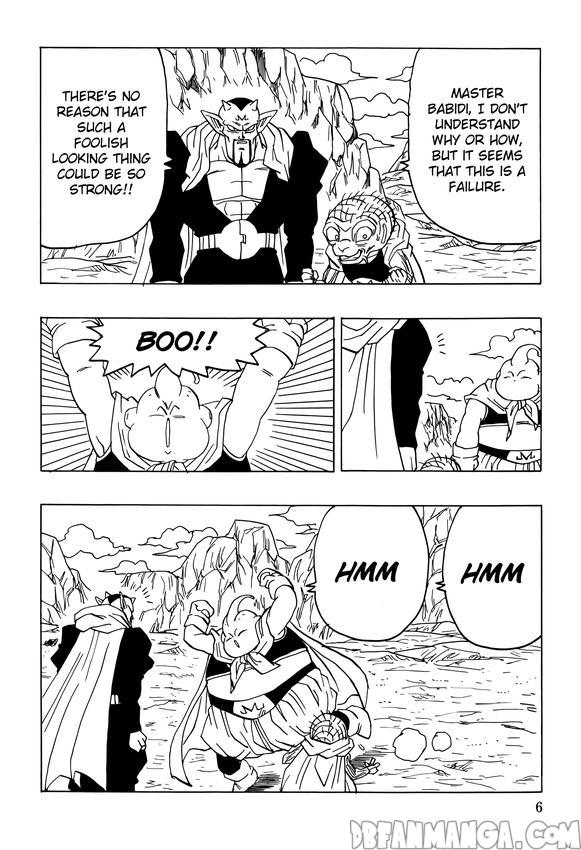 MASTER
BABIDI, I DON'T
UNDERSTAND
WHY OR HOW,
BUT IT SEEMS
THAT THIS IS A
FAILURE.
THERE'S NO
REASON THAT
SUCH A
FOOLISH
LOOKING THING
COULD BE SO
STRONG!!
BOO!!
HMM
HMM
6
DBFANMANGA.COM